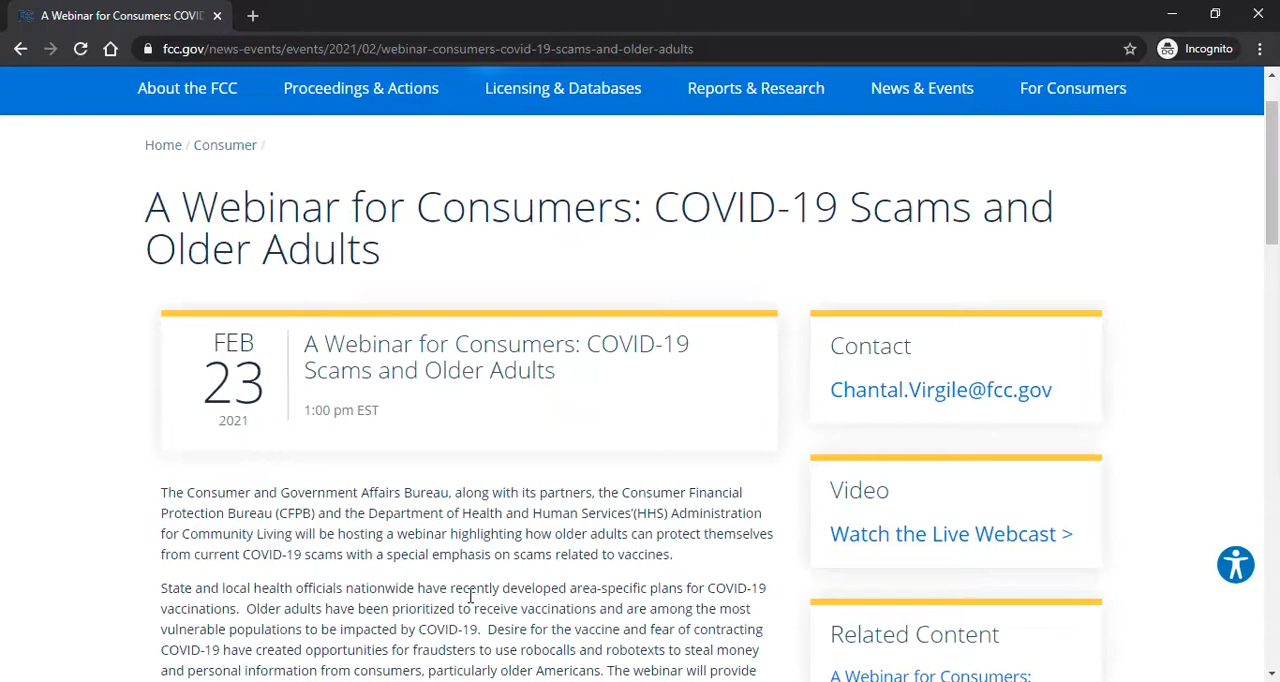 A Webinar for Consumers: COVI
fcc.gov/news-events/events/2021/02/webinar-consumers-covid-19-scams-and-older-adults
Incognito
About the FCC
Proceedings & Actions
Licensing & Databases
Reports & Research
News & Events
For Consumers
Home / Consumer /
A Webinar for Consumers: COVID-19 Scams and
Older Adults
FEB
23
2021
A Webinar for Consumers: COVID-19
Scams and Older Adults
1:00 pm EST
Contact
Chantal.Virgile@fcc.gov
Video
Watch the Live Webcast >
The Consumer and Government Affairs Bureau, along with its partners, the Consumer Financial
Protection Bureau (CFPB) and the Department of Health and Human Services'(HHS) Administration
for Community Living will be hosting a webinar highlighting how older adults can protect themselves
from current COVID-19 scams with a special emphasis on scams related to vaccines.
State and local health officials nationwide have recently developed area-specific plans for COVID-19
vaccinations.  Older adults have been prioritized to receive vaccinations and are among the most
vulnerable populations to be impacted by COVID-19.  Desire for the vaccine and fear of contracting
COVID-19 have created opportunities for fraudsters to use robocalls and robotexts to steal money
and personal information from consumers, particularly older Americans. The webinar will provide
Related Content
A Webinar for Consumers: